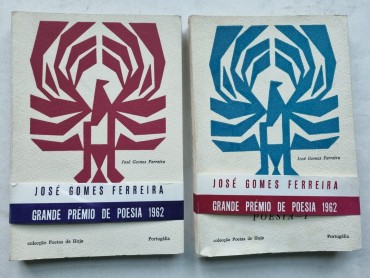 José Gomes Ferreira
JOSÉ GOMES FERREIRA
GRANDE PRÉMIO DE POESIA 1962
colecção Poetas de Hoje
Portugália
José Gomes Ferreira
JOSÉ GOMES FERREIRA
GRANDE PRÉMIO DE POESIA 1962
POESIA
colecção Poetas de Hoje
Portugália